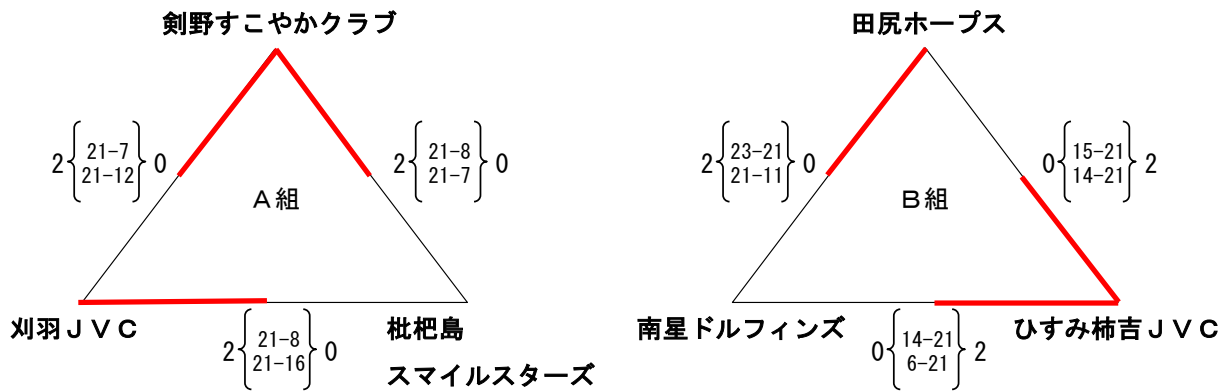 剣野すこやかクラブ
田尻ホープス
2 21-7 0
21-12
2 21-8 0
21-7
2 23-21 0
21-11
0 15-21 2
14-21
A組
B組
刈羽JVC
枇杷島
スマイルスターズ
南星ドルフィンズ
ひすみ柿吉JVC
2 21-8 0
21-16
0 14-21 2
6-21